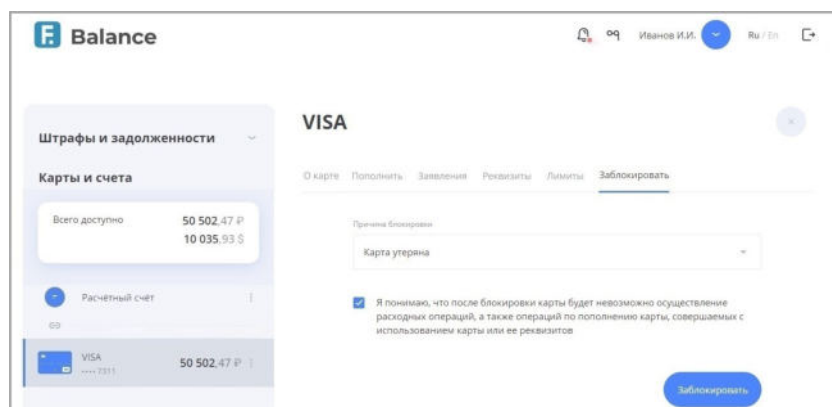 F. Balance
Иванов И.И.
Ru / En
Штрафы и задолженности
Карты и счета
Всего доступно 50 502,47 ₽
10 035,93 $
Расчетный счёт
VISA 50 502,47 ₽
•••• 7311
VISA
О карте Пополнить Заявления Реквизиты Лимиты Заблокировать
Причина блокировки
Карта утеряна
Я понимаю, что после блокировки карты будет невозможно осуществление
расходных операций, а также операций по пополнению карты, совершаемых с
использованием карты или ее реквизитов
Заблокировать